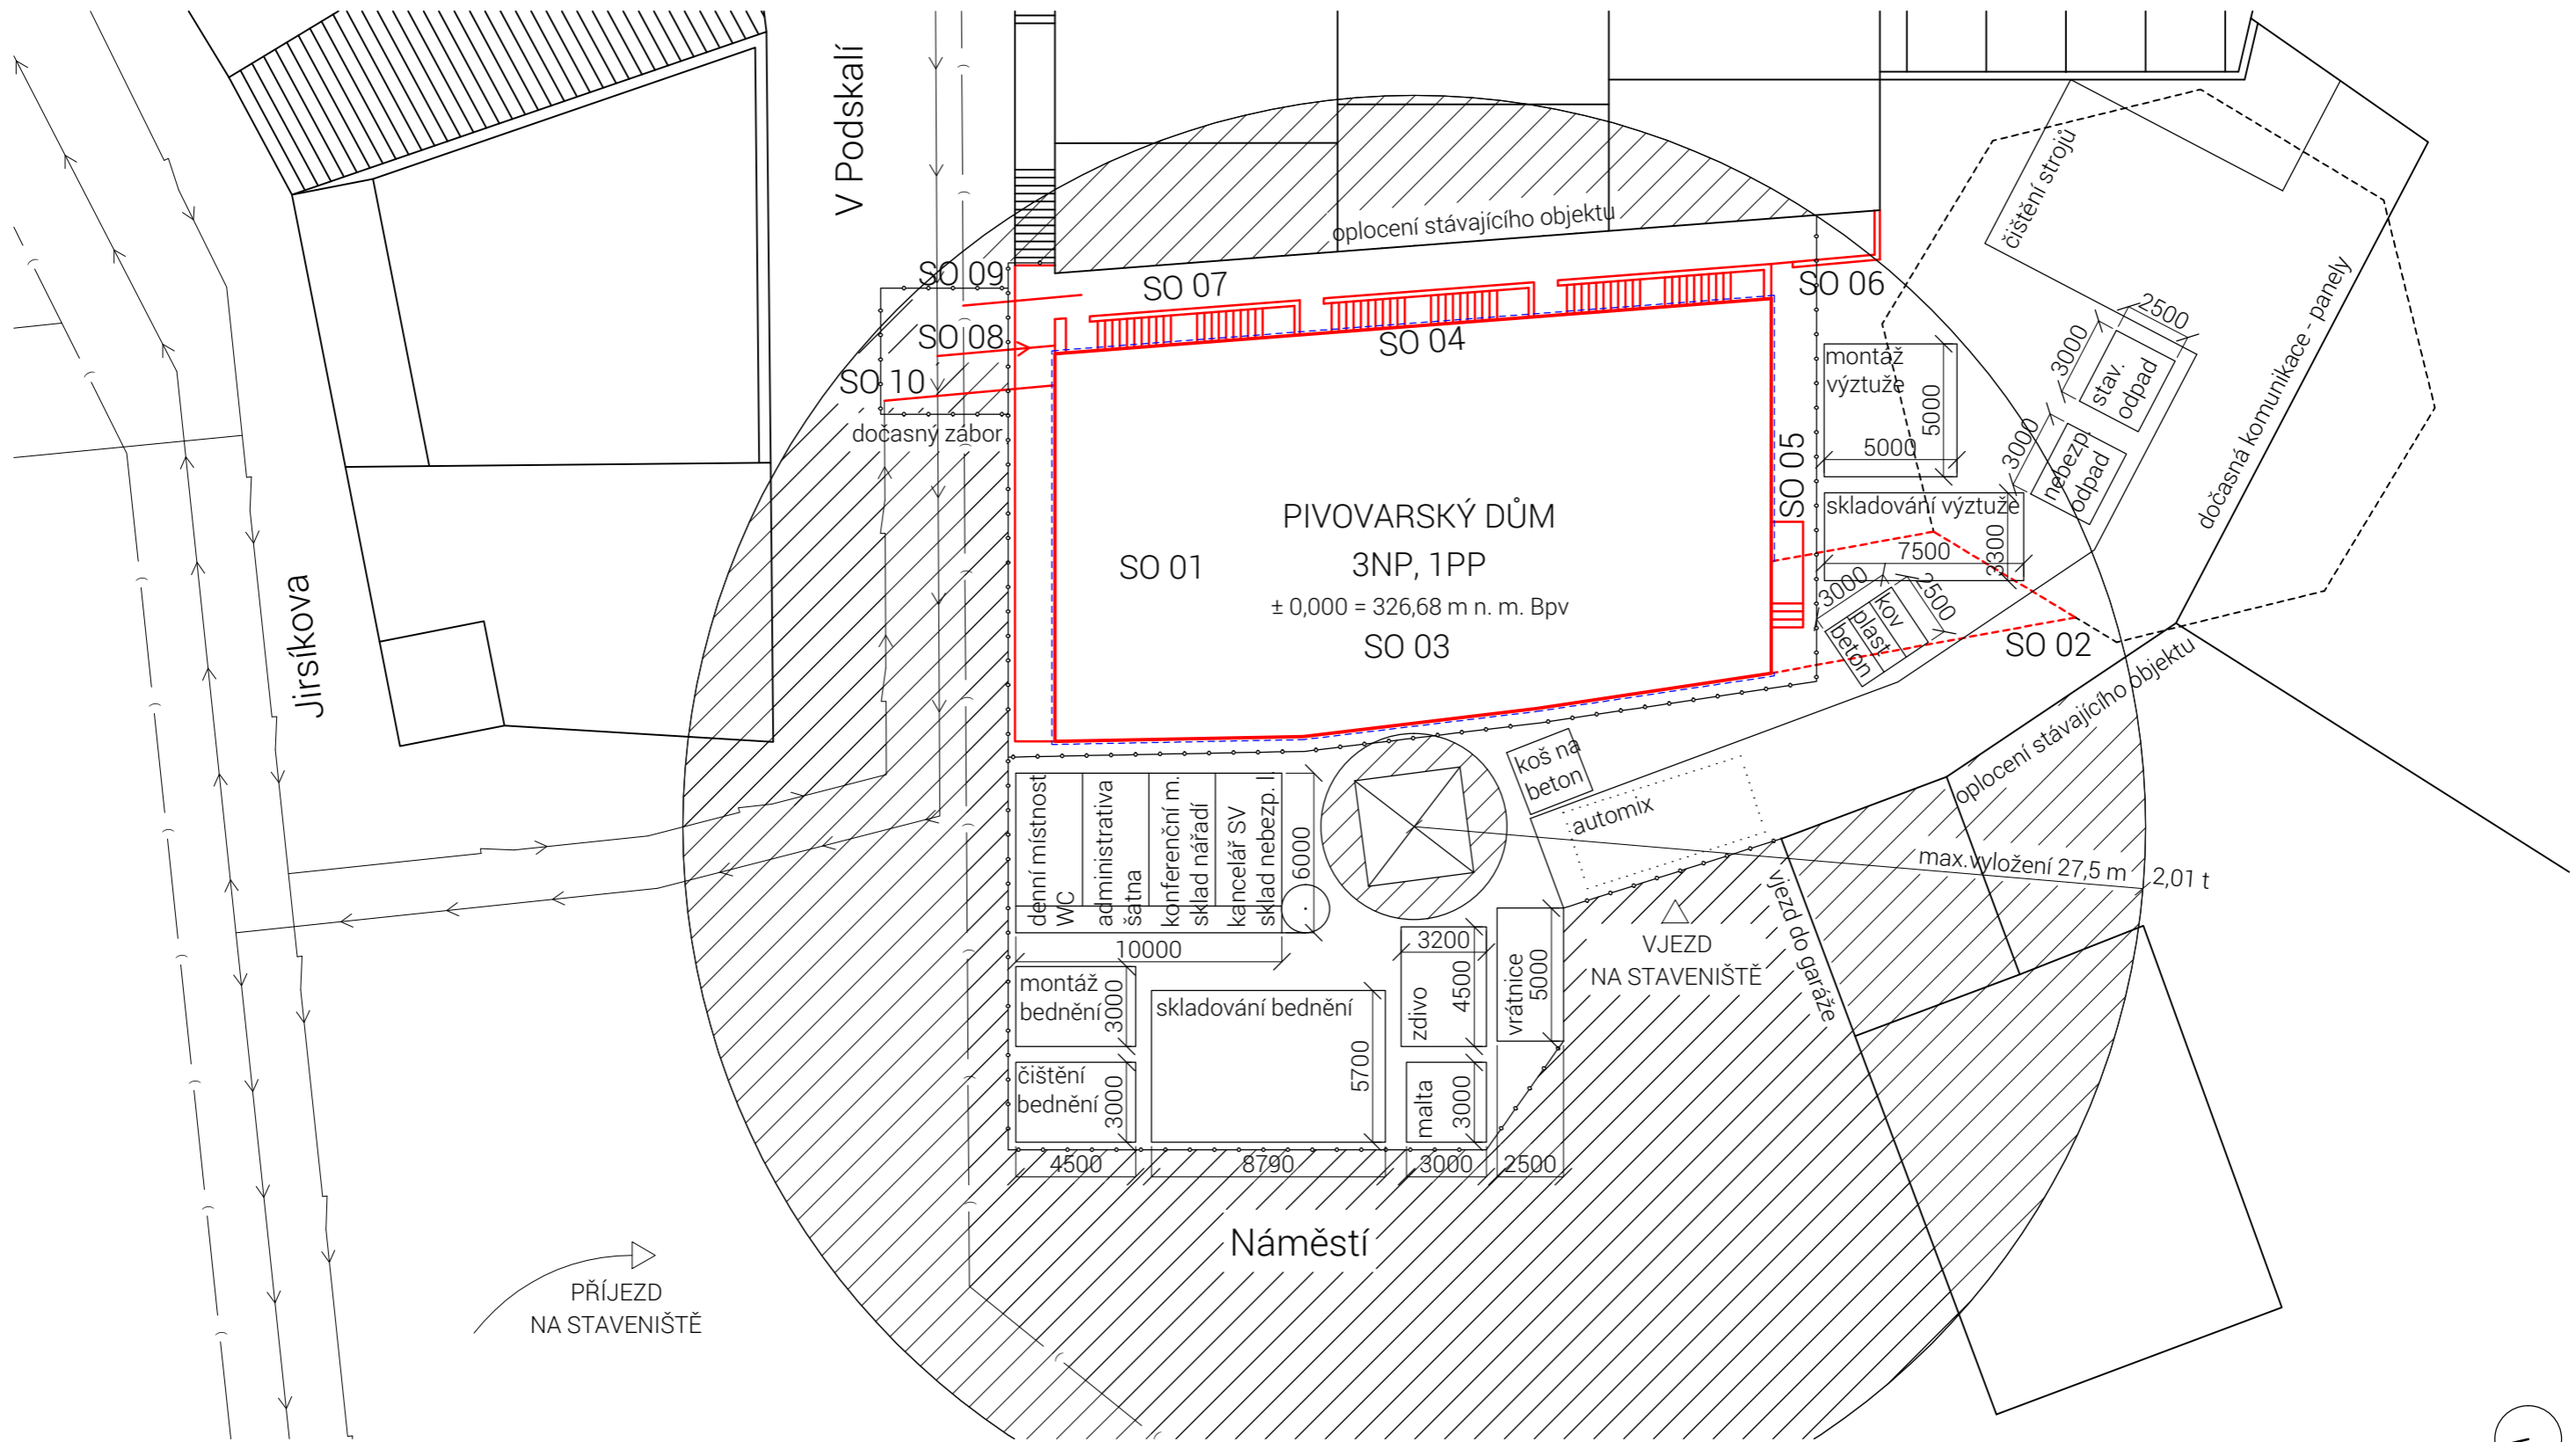 V Podskalí
čištění strojů
oplocení stávajícího objektu
SO 09
SO 07
SO 06
2500
SO 08
SO 04
3000
stav.
odpad
montáž
výztuže
5000
5000
SO 10
dočasný zábor
3000
nebezp.
odpad
dočasná komunikace - panely
SO 05
skladování výztuže
7500
3300
PIVOVARSKÝ DŮM
3NP, 1PP
SO 01
± 0,000 = 326,68 m n. m. Bpv
SO 03
3000
2500
kov
plast
beton
SO 02
Jirsíkova
oplocení stávajícího objektu
koš na
beton
automix
denní místnost
WC
administrativa
šatna
konferenční m.
sklad nářadí
kancelář SV
sklad nebezp. l.
6000
max.vyložení 27,5 m
2,01 t
vjezd do garáže
10000
3200
VJEZD
NA STAVENIŠTĚ
montáž
bednění
3000
skladování bednění
5700
zdivo
4500
vrátnice
5000
čištění
bednění
3000
malta
3000
4500
8790
3000
2500
Náměstí
PŘÍJEZD
NA STAVENIŠTĚ